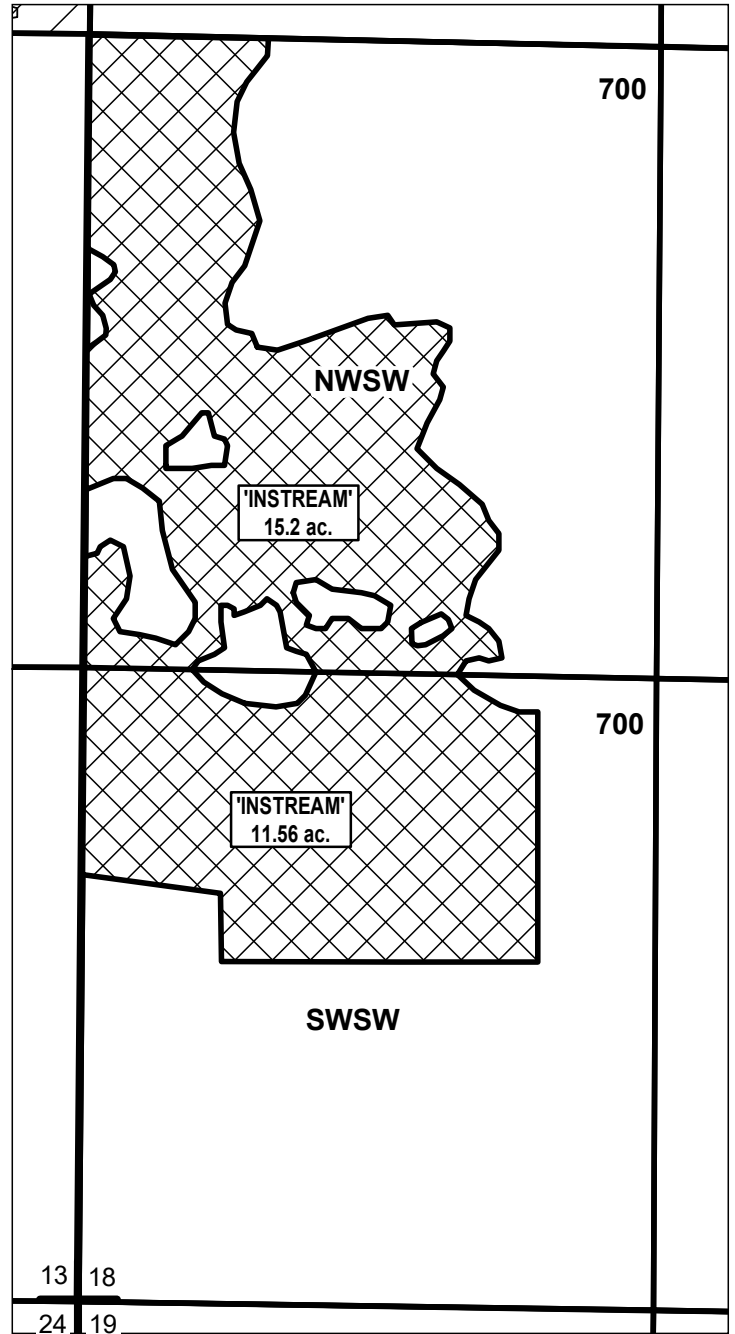 700
NWSW
'INSTREAM'
15.2 ac.
700
'INSTREAM'
11.56 ac.
SWSW
13 18
24 19